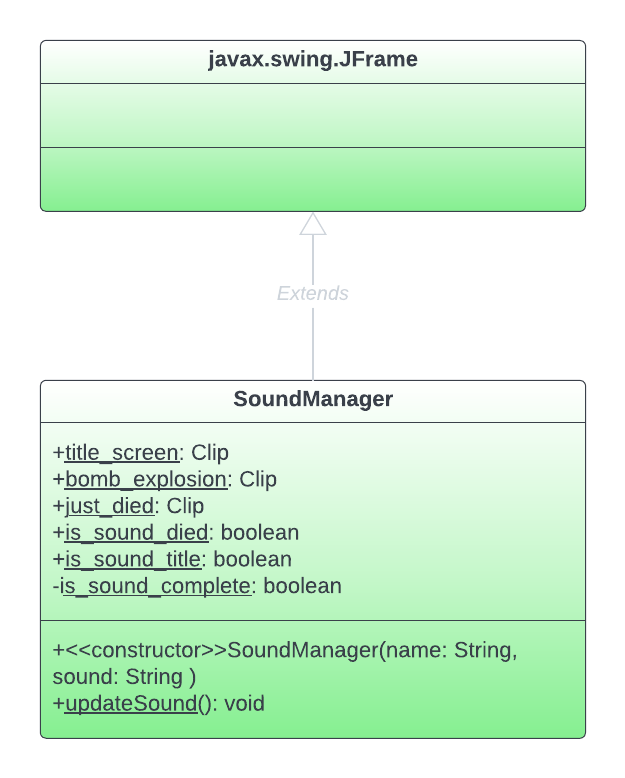 javax.swing.JFrame
Extends
SoundManager
+title_screen: Clip
+bomb_explosion: Clip
+just_died: Clip
+is_sound_died: boolean
+is_sound_title: boolean
-is_sound_complete: boolean
+<<constructor>>SoundManager(name: String,
sound: String )
+updateSound(): void